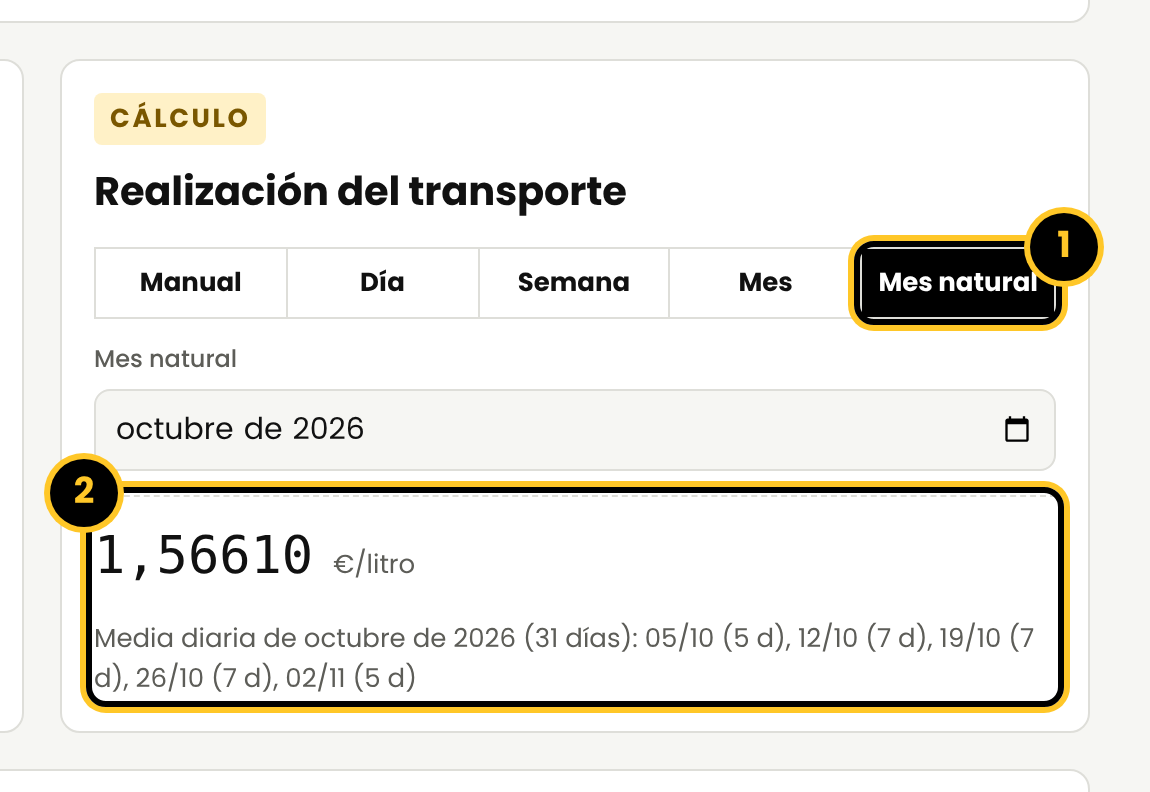 CÁLCULO
Realización del transporte
Manual Día Semana Mes Mes natural
1
Mes natural
octubre de 2026
2
1,56610 €/litro
Media diaria de octubre de 2026 (31 días): 05/10 (5 d), 12/10 (7 d), 19/10 (7
d), 26/10 (7 d), 02/11 (5 d)